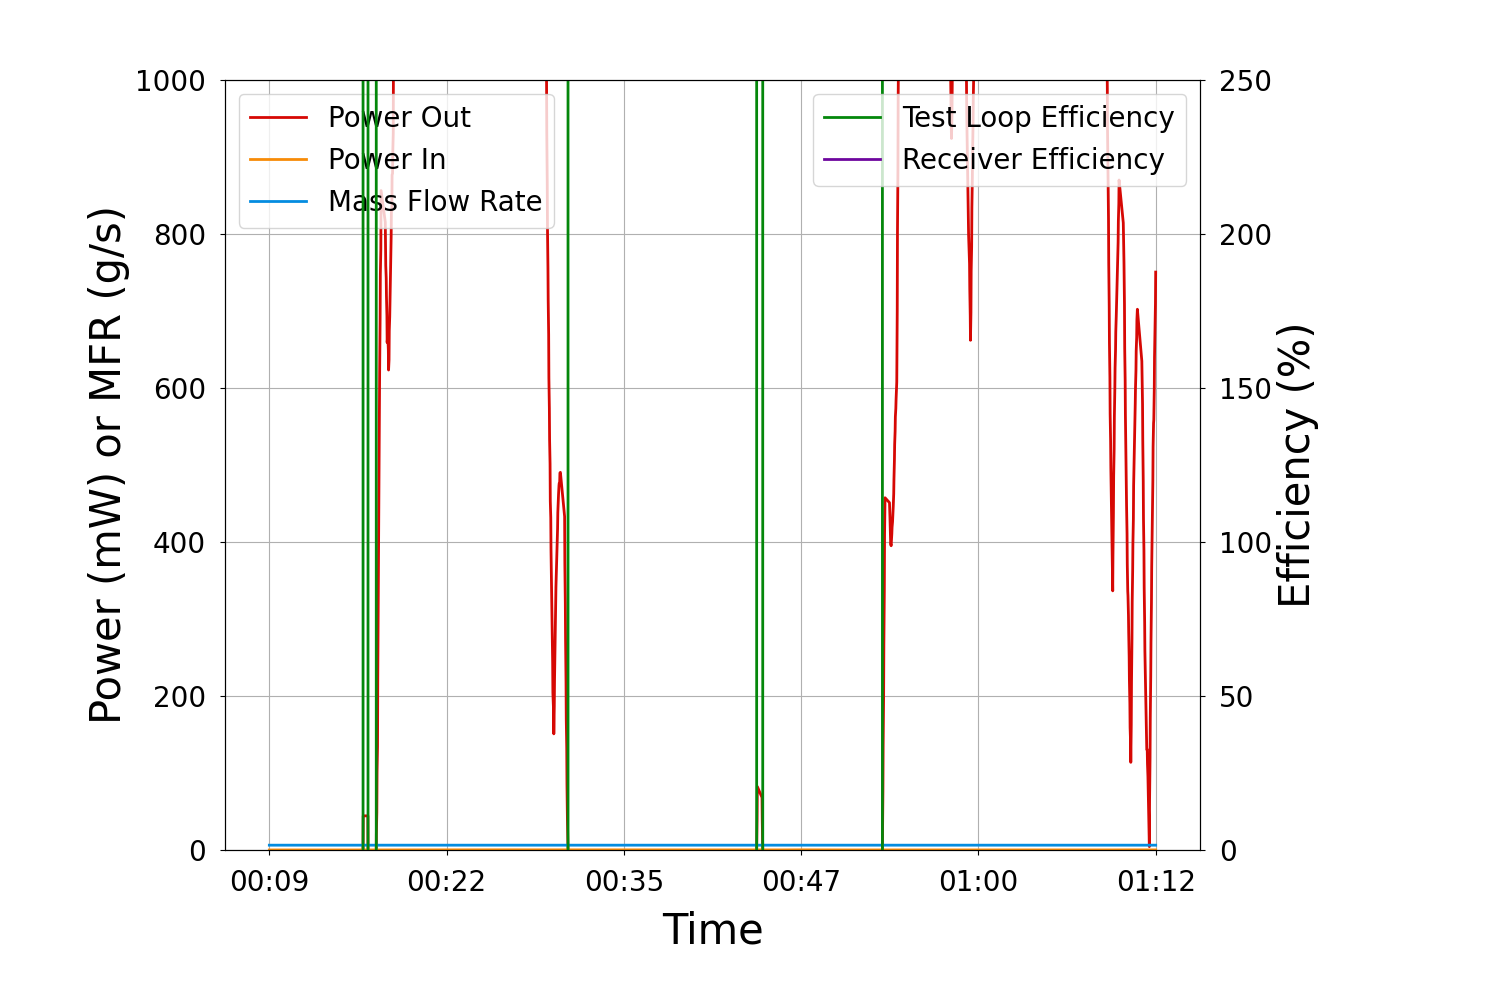 1000
800
600
400
200
0
Power (mW) or MFR (g/s)
Power Out
Power In
Mass Flow Rate
Test Loop Efficiency
Receiver Efficiency
250
200
150
100
50
0
Efficiency (%)
00:09 00:22 00:35 00:47 01:00 01:12
Time